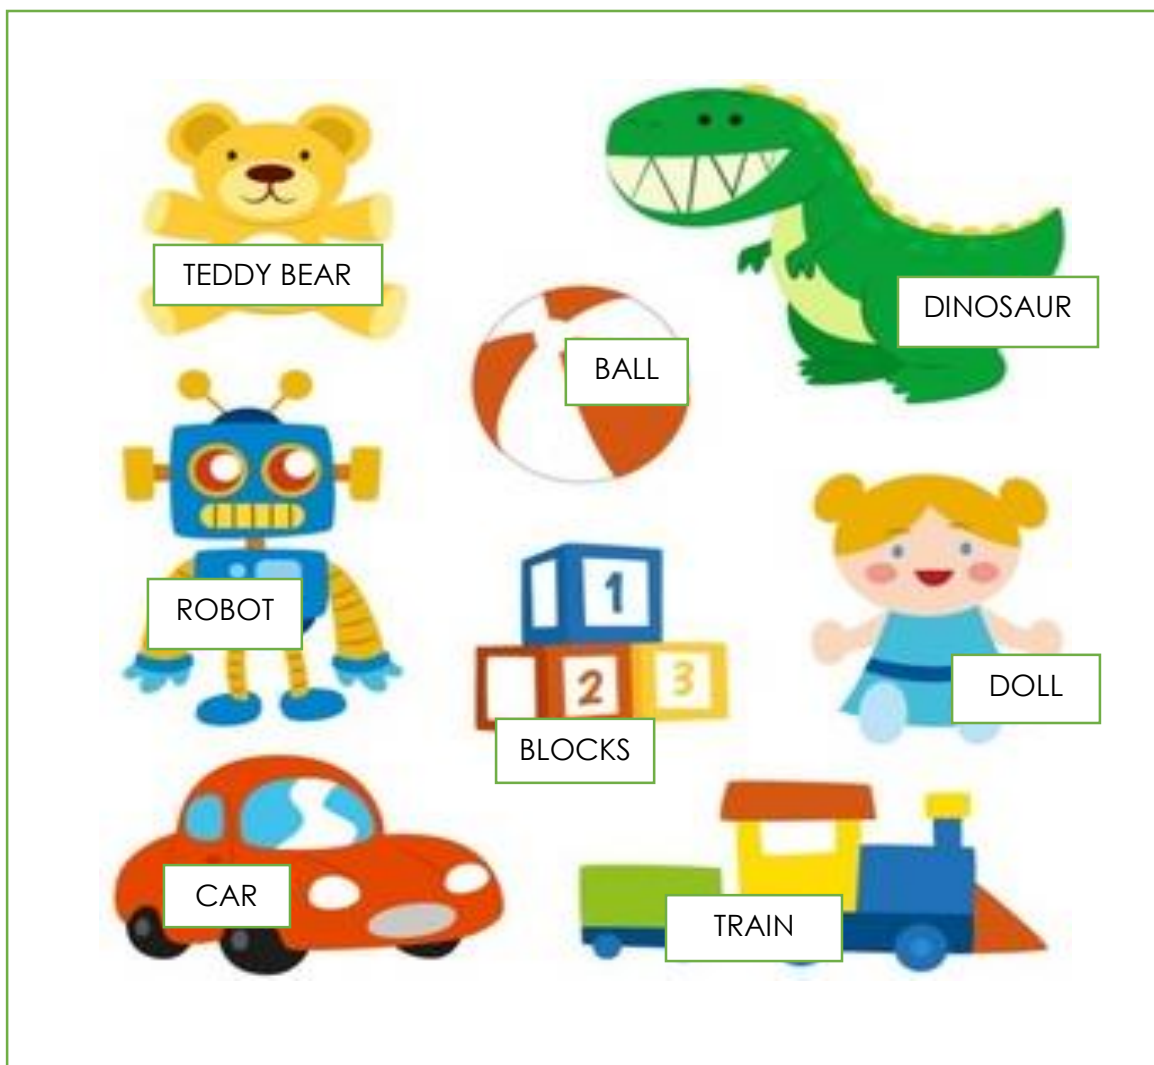 TEDDY BEAR
DINOSAUR
BALL
ROBOT
1
2
3
DOLL
BLOCKS
CAR
TRAIN